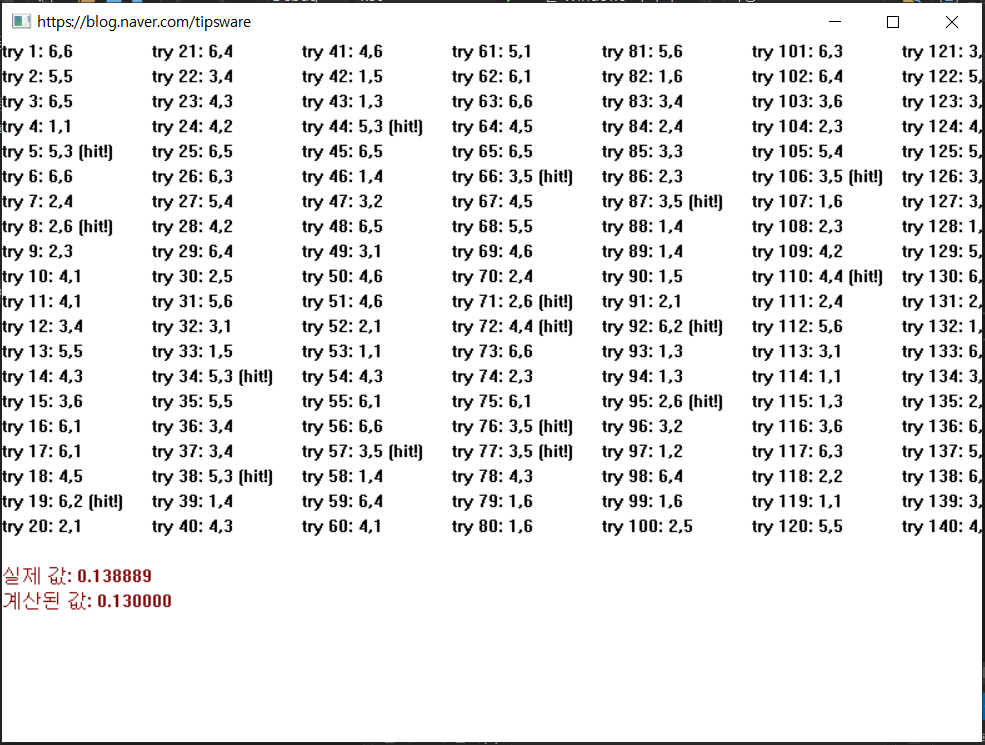 https://blog.naver.com/tipsware
try 1: 6,6 try 21: 6,4 try 41: 4,6 try 61: 5,1 try 81: 5,6 try 101: 6,3 try 121: 3,
try 2: 5,5 try 22: 3,4 try 42: 1,5 try 62: 6,1 try 82: 1,6 try 102: 6,4 try 122: 5,
try 3: 6,5 try 23: 4,3 try 43: 1,3 try 63: 6,6 try 83: 3,4 try 103: 3,6 try 123: 3,
try 4: 1,1 try 24: 4,2 try 44: 5,3 (hit!) try 64: 4,5 try 84: 2,4 try 104: 2,3 try 124: 4,
try 5: 5,3 (hit!) try 25: 6,5 try 45: 6,5 try 65: 6,5 try 85: 3,3 try 105: 5,4 try 125: 5,
try 6: 6,6 try 26: 6,3 try 46: 1,4 try 66: 3,5 (hit!) try 86: 2,3 try 106: 3,5 (hit!) try 126: 3,
try 7: 2,4 try 27: 5,4 try 47: 3,2 try 67: 4,5 try 87: 3,5 (hit!) try 107: 1,6 try 127: 3,
try 8: 2,6 (hit!) try 28: 4,2 try 48: 6,5 try 68: 5,5 try 88: 1,4 try 108: 2,3 try 128: 1,
try 9: 2,3 try 29: 6,4 try 49: 3,1 try 69: 4,6 try 89: 1,4 try 109: 4,2 try 129: 5,
try 10: 4,1 try 30: 2,5 try 50: 4,6 try 70: 2,4 try 90: 1,5 try 110: 4,4 (hit!) try 130: 6,
try 11: 4,1 try 31: 5,6 try 51: 4,6 try 71: 2,6 (hit!) try 91: 2,1 try 111: 2,4 try 131: 2,
try 12: 3,4 try 32: 3,1 try 52: 2,1 try 72: 4,4 (hit!) try 92: 6,2 (hit!) try 112: 5,6 try 132: 1,
try 13: 5,5 try 33: 1,5 try 53: 1,1 try 73: 6,6 try 93: 1,3 try 113: 3,1 try 133: 6,
try 14: 4,3 try 34: 5,3 (hit!) try 54: 4,3 try 74: 2,3 try 94: 1,3 try 114: 1,1 try 134: 3,
try 15: 3,6 try 35: 5,5 try 55: 6,1 try 75: 6,1 try 95: 2,6 (hit!) try 115: 1,3 try 135: 2,
try 16: 6,1 try 36: 3,4 try 56: 6,6 try 76: 3,5 (hit!) try 96: 3,2 try 116: 3,6 try 136: 6,
try 17: 6,1 try 37: 3,4 try 57: 3,5 (hit!) try 77: 3,5 (hit!) try 97: 1,2 try 117: 6,3 try 137: 5,
try 18: 4,5 try 38: 5,3 (hit!) try 58: 1,4 try 78: 4,3 try 98: 6,4 try 118: 2,2 try 138: 6,
try 19: 6,2 (hit!) try 39: 1,4 try 59: 6,4 try 79: 1,6 try 99: 1,6 try 119: 1,1 try 139: 3,
try 20: 2,1 try 40: 4,3 try 60: 4,1 try 80: 1,6 try 100: 2,5 try 120: 5,5 try 140: 4,
실제 값: 0.138889
계산된 값: 0.130000